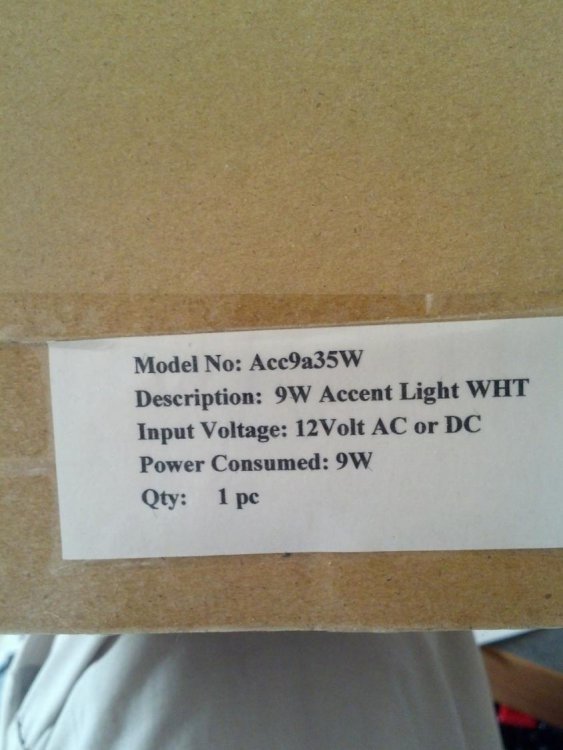 Model No: Acc9a35W
Description: 9W Accent Light WHT
Input Voltage: 12Volt AC or DC
Power Consumed: 9W
Qty: 1 pc